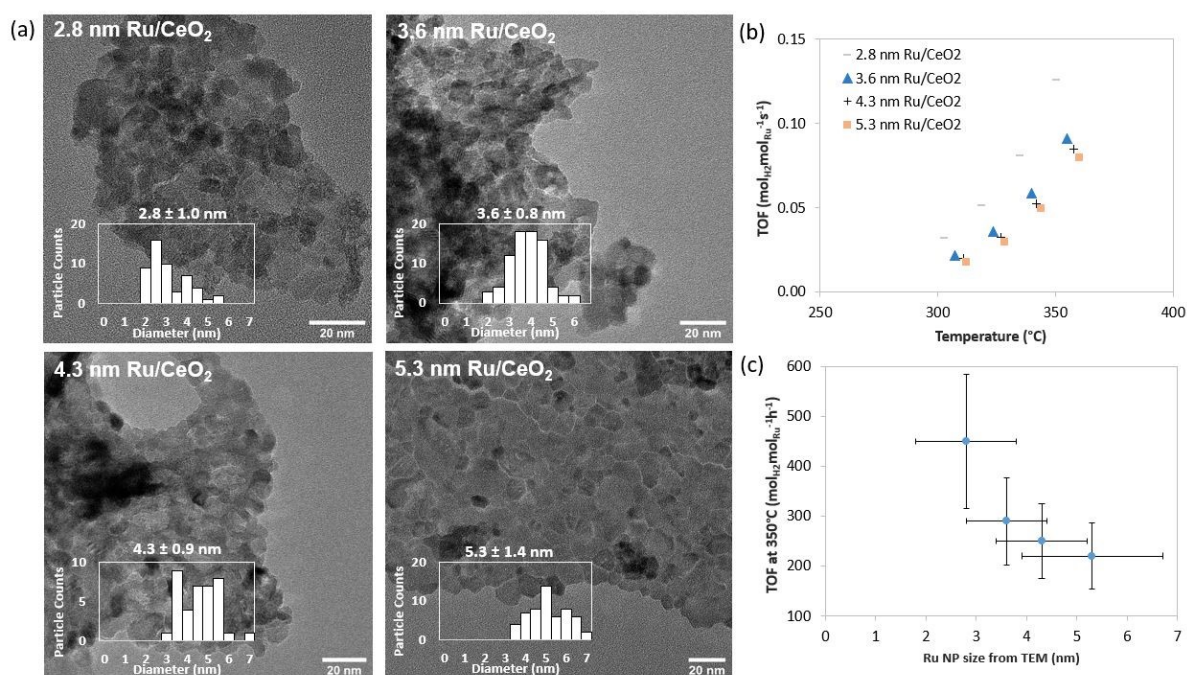 (a)
2.8 nm Ru/CeO₂
2.8 ± 1.0 nm
Particle Counts
20
10
0
0 1 2 3 4 5 6 7
Diameter (nm)
20 nm
3.6 nm Ru/CeO₂
3.6 ± 0.8 nm
Particle Counts
20
10
0
0 1 2 3 4 5 6
Diameter (nm)
20 nm
4.3 nm Ru/CeO₂
4.3 ± 0.9 nm
Particle Counts
10
5
0
0 1 2 3 4 5 6 7
Diameter (nm)
20 nm
5.3 nm Ru/CeO₂
5.3 ± 1.4 nm
Particle Counts
20
10
0
0 1 2 3 4 5 6 7
Diameter (nm)
20 nm
(b)
TOF (mol_H2 mol_Ru⁻¹s⁻¹)
0.15
0.10
0.05
0.00
2.8 nm Ru/CeO2
3.6 nm Ru/CeO2
4.3 nm Ru/CeO2
5.3 nm Ru/CeO2
250 300 350 400
Temperature (°C)
(c)
TOF at 350°C (mol_H2 mol_Ru⁻¹h⁻¹)
600
500
400
300
200
100
0 1 2 3 4 5 6 7
Ru NP size from TEM (nm)